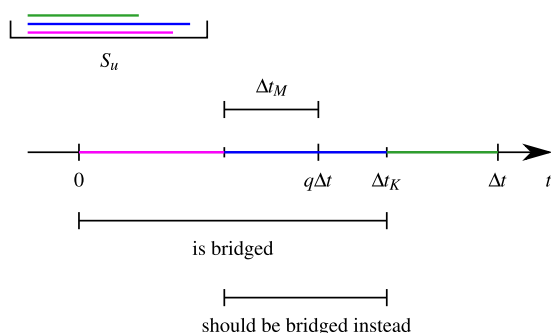 S_u
Δt_M
0 qΔt Δt_K Δt t
is bridged
should be bridged instead